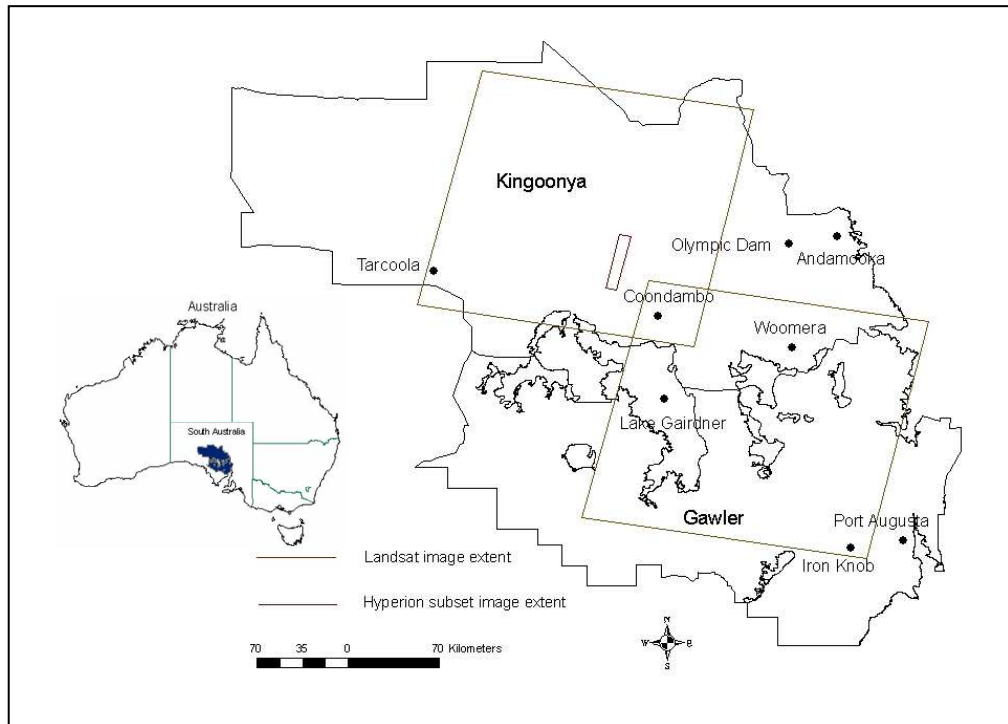 Kingoonya
Olympic Dam
Andamooka
Tarcoola
Coondambo
Australia
Woomera
South Australia
Lake Gairdner
Gawler
Port Augusta
Iron Knob
Landsat image extent
Hyperion subset image extent
N
W E
S
70 35 0 70 Kilometers